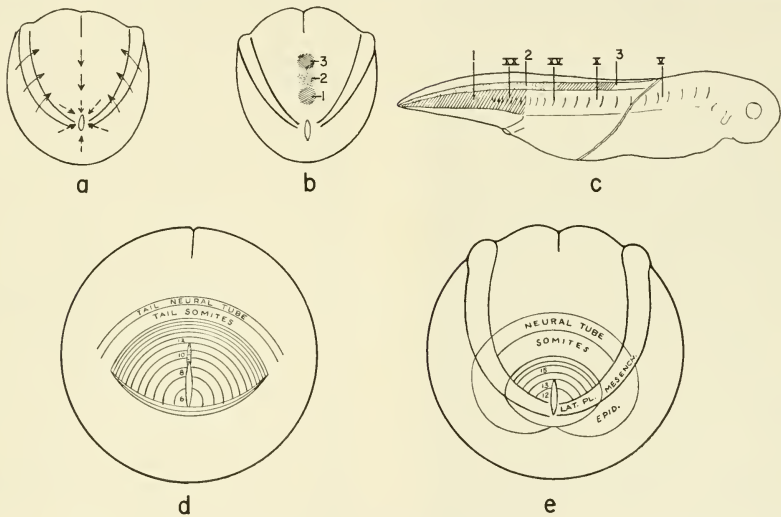 3
2
1
a
b
1 XX 2 XV X 3 V
c
TAIL NEURAL TUBE
TAIL SOMITES
10
8
6
d
NEURAL TUBE
SOMITES
15
13
12
LAT. PL.
MESENCH.
EPID.
e